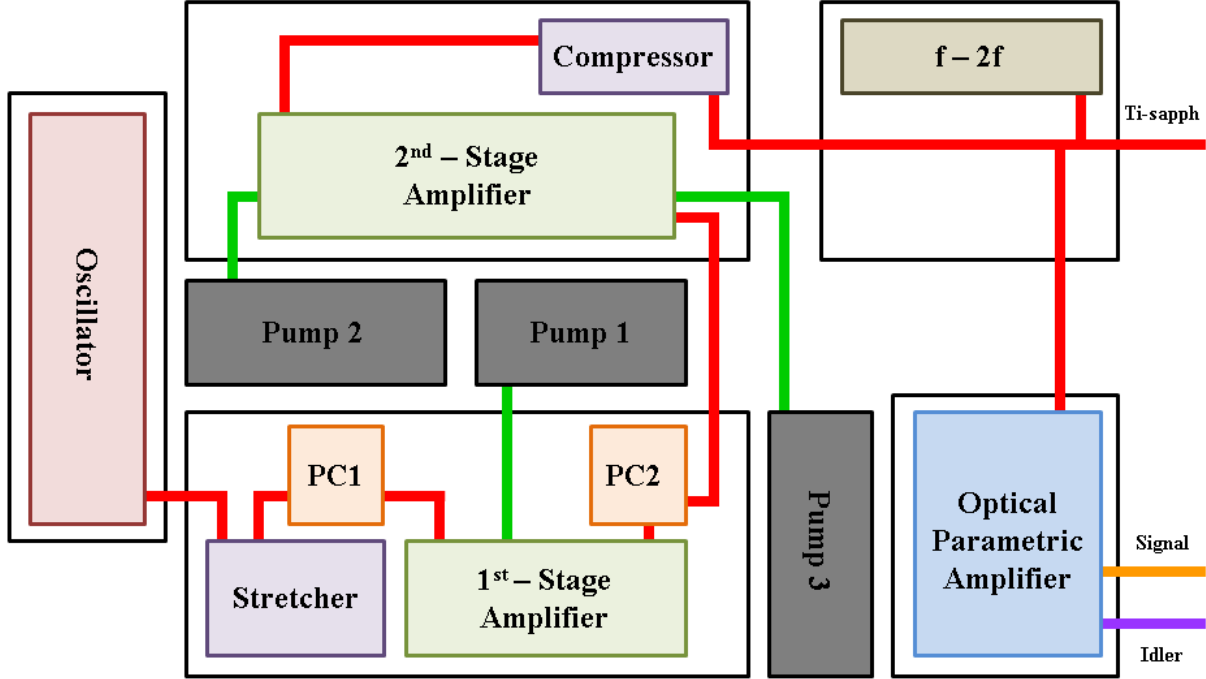 Compressor
f – 2f
Ti-sapph
2nd – Stage
Amplifier
Oscillator
Pump 2
Pump 1
PC1
PC2
Pump 3
Stretcher
1st – Stage
Amplifier
Optical
Parametric
Amplifier
Signal
Idler